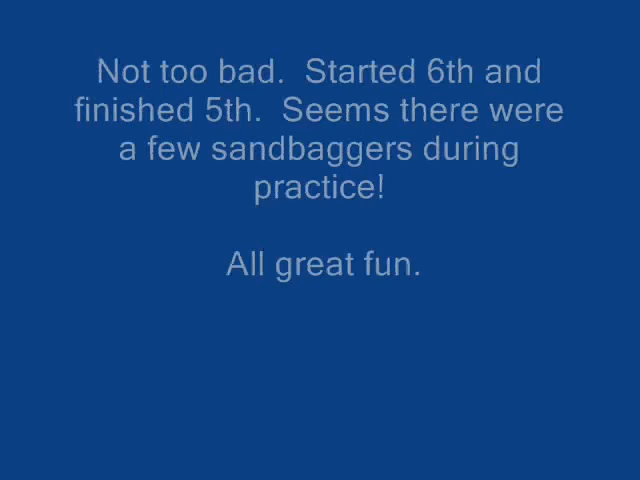 Not too bad.  Started 6th and
finished 5th.  Seems there were
a few sandbaggers during
practice!
All great fun.